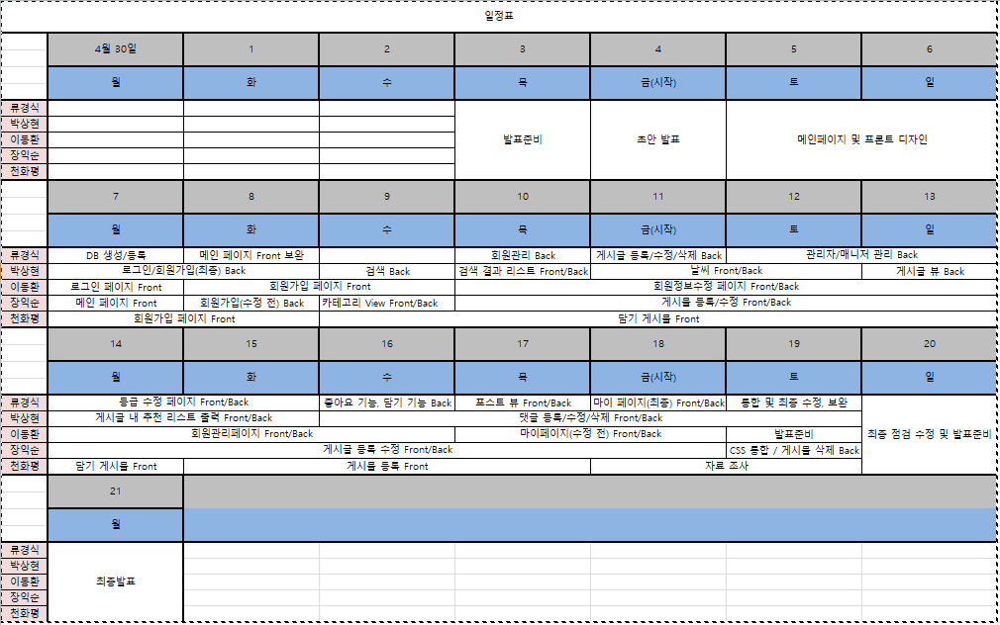 일정표
4월 30일 1 2 3 4 5 6
월 화 수 목 금(시작) 토 일
류경식
박상현
이동환 발표준비 초안 발표 메인페이지 및 프론트 디자인
장익순
천화평
7 8 9 10 11 12 13
월 화 수 목 금(시작) 토 일
류경식 DB 생성/등록 메인 페이지 Front 보완 회원관리 Back 게시글 등록/수정/삭제 Back 관리자/매니저 관리 Back
박상현 로그인/회원가입(최종) Back 검색 Back 검색 결과 리스트 Front/Back 날씨 Front/Back 게시글 뷰 Back
이동환 로그인 페이지 Front 회원가입 페이지 Front 회원정보수정 페이지 Front/Back
장익순 메인 페이지 Front 회원가입(수정 전) Back 카테고리 View Front/Back 게시물 등록/수정 Front/Back
천화평 회원가입 페이지 Front 담기 게시물 Front
14 15 16 17 18 19 20
월 화 수 목 금(시작) 토 일
류경식 등급 수정 페이지 Front/Back 좋아요 기능, 담기 기능 Back 포스트 뷰 Front/Back 마이 페이지(최종) Front/Back 통합 및 최종 수정, 보완
박상현 게시글 내 추천 리스트 출력 Front/Back 댓글 등록/수정/삭제 Front/Back
이동환 회원관리페이지 Front/Back 마이페이지(수정 전) Front/Back 발표준비 최종 점검 수정 및 발표준비
장익순 게시글 등록 수정 Front/Back CSS 통합 / 게시물 삭제 Back
천화평 담기 게시물 Front 게시물 등록 Front 자료 조사
21
월
류경식
박상현
이동환 최종발표
장익순
천화평